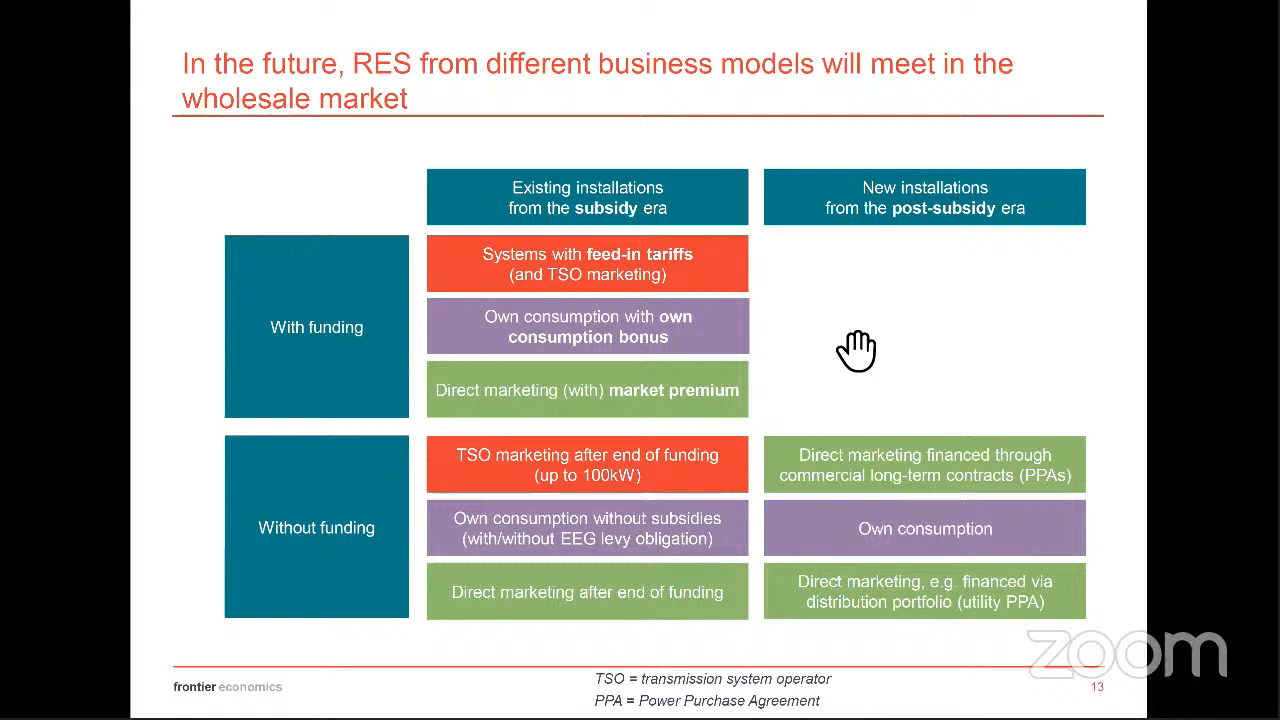 In the future, RES from different business models will meet in the
wholesale market
Existing installations
from the subsidy era
New installations
from the post-subsidy era
With funding
Systems with feed-in tariffs
(and TSO marketing)
Own consumption with own
consumption bonus
Direct marketing (with) market premium
Without funding
TSO marketing after end of funding
(up to 100kW)
Direct marketing financed through
commercial long-term contracts (PPAs)
Own consumption without subsidies
(with/without EEG levy obligation)
Own consumption
Direct marketing after end of funding
Direct marketing, e.g. financed via
distribution portfolio (utility PPA)
zoom
frontier economics
TSO = transmission system operator
PPA = Power Purchase Agreement
13